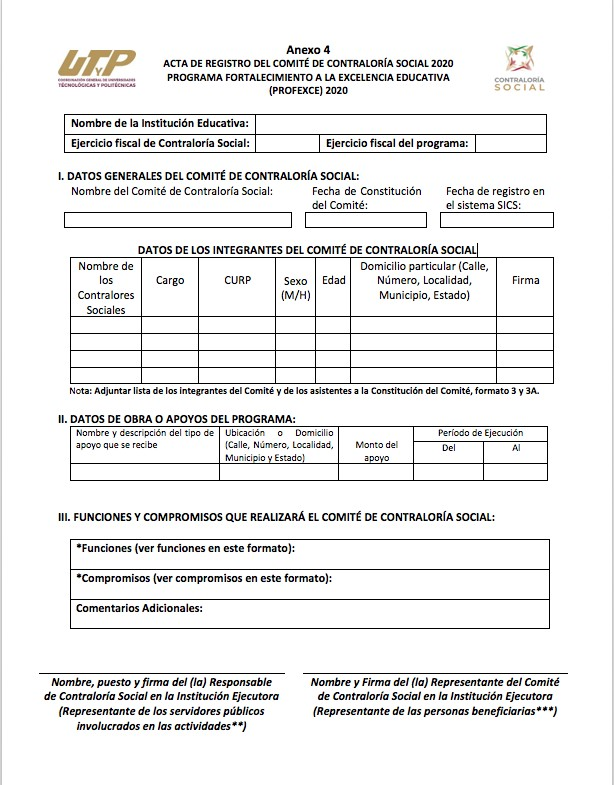 UTyP
COORDINACIÓN GENERAL DE UNIVERSIDADES
TECNOLÓGICAS Y POLITÉCNICAS
Anexo 4
ACTA DE REGISTRO DEL COMITÉ DE CONTRALORÍA SOCIAL 2020
PROGRAMA FORTALECIMIENTO A LA EXCELENCIA EDUCATIVA
(PROFEXCE) 2020
CONTRALORÍA
SOCIAL
Nombre de la Institución Educativa:
Ejercicio fiscal de Contraloría Social:
Ejercicio fiscal del programa:
I. DATOS GENERALES DEL COMITÉ DE CONTRALORÍA SOCIAL:
Nombre del Comité de Contraloría Social:
Fecha de Constitución
del Comité:
Fecha de registro en
el sistema SICS:
DATOS DE LOS INTEGRANTES DEL COMITÉ DE CONTRALORÍA SOCIAL
Nombre de
los
Contralores
Sociales
Cargo
CURP
Sexo
(M/H)
Edad
Domicilio particular (Calle,
Número, Localidad,
Municipio, Estado)
Firma
Nota: Adjuntar lista de los integrantes del Comité y de los asistentes a la Constitución del Comité, formato 3 y 3A.
II. DATOS DE OBRA O APOYOS DEL PROGRAMA:
Nombre y descripción del tipo de
apoyo que se recibe
Ubicación o Domicilio
(Calle, Número, Localidad,
Municipio y Estado)
Monto del
apoyo
Período de Ejecución
Del
Al
III. FUNCIONES Y COMPROMISOS QUE REALIZARÁ EL COMITÉ DE CONTRALORÍA SOCIAL:
*Funciones (ver funciones en este formato):
*Compromisos (ver compromisos en este formato):
Comentarios Adicionales:
Nombre, puesto y firma del (la) Responsable
de Contraloría Social en la Institución Ejecutora
(Representante de los servidores públicos
involucrados en las actividades**)
Nombre y Firma del (la) Representante del Comité
de Contraloría Social en la Institución Ejecutora
(Representante de las personas beneficiarias***)